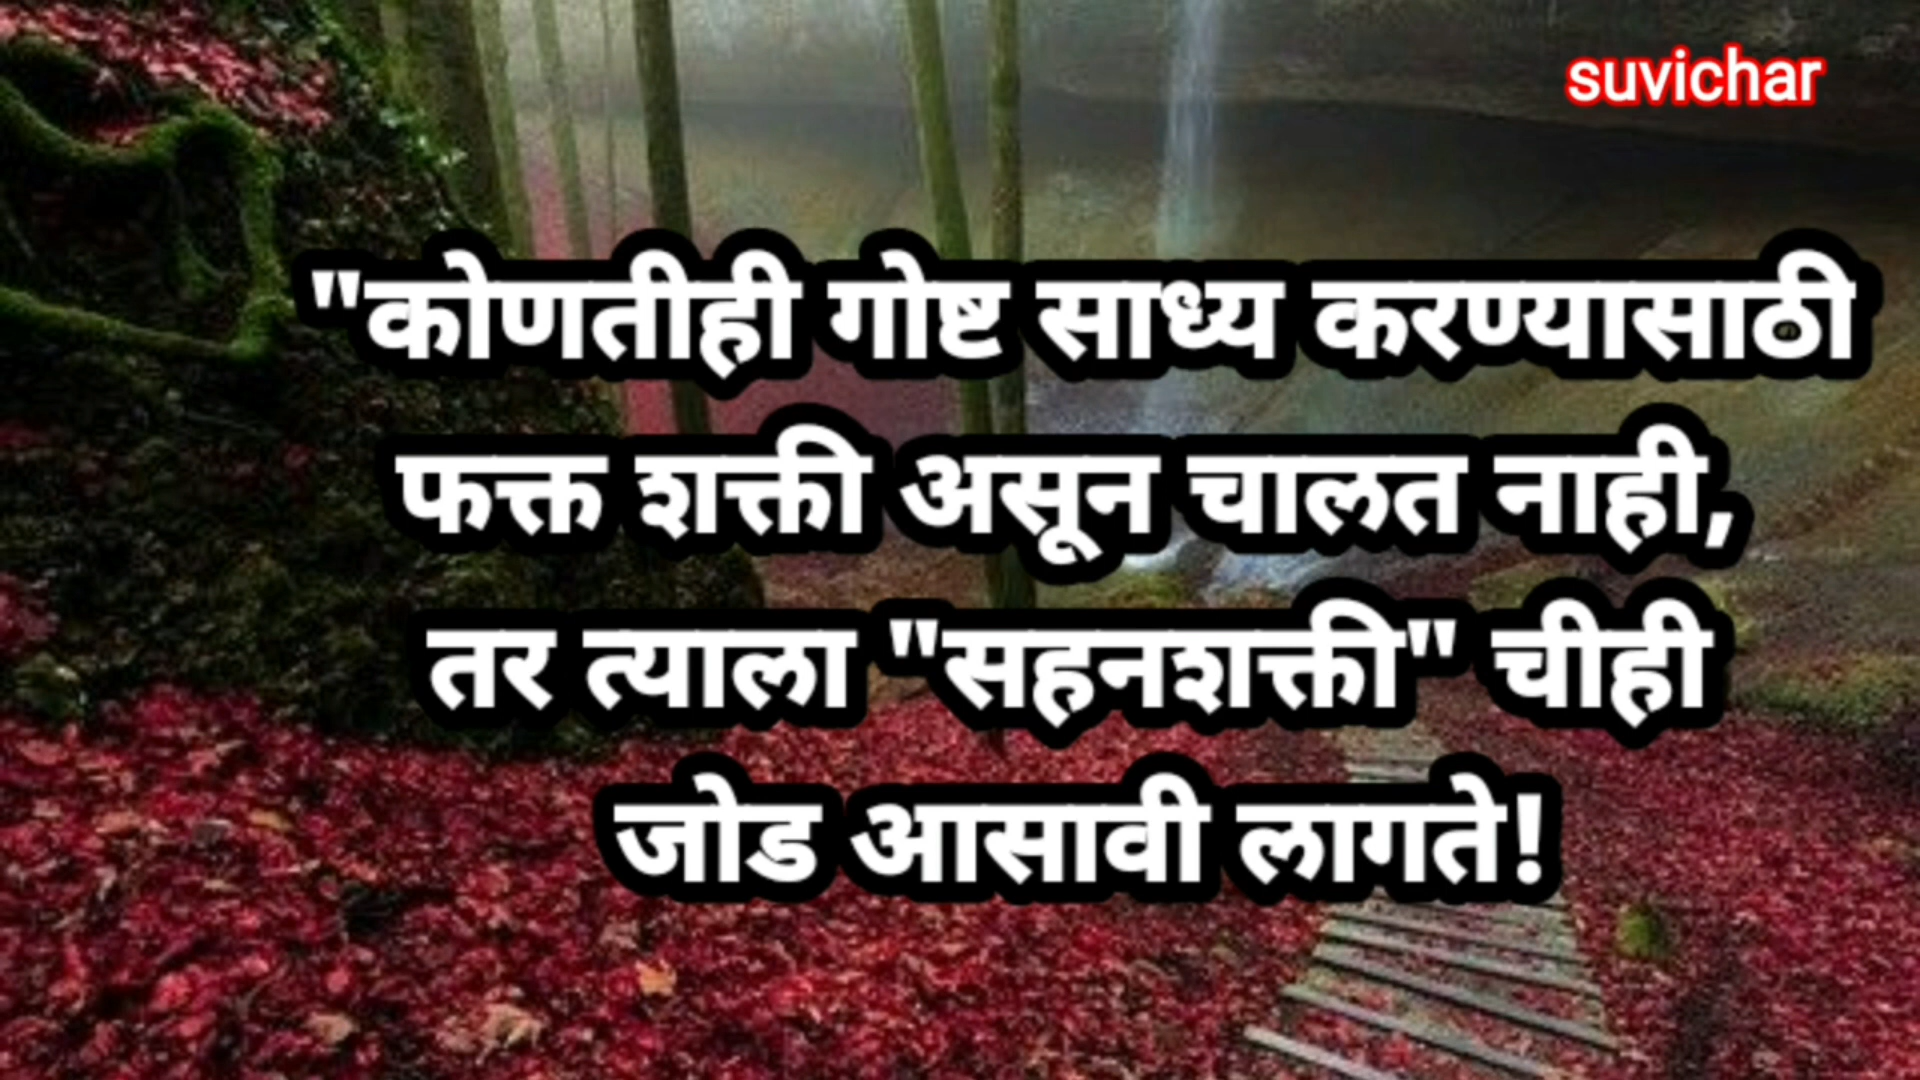 suvichar
"कोणतीही गोष्ट साध्य करण्यासाठी
फक्त शक्ती असून चालत नाही,
तर त्याला "सहनशक्ती" चीही
जोड आसावी लागते!